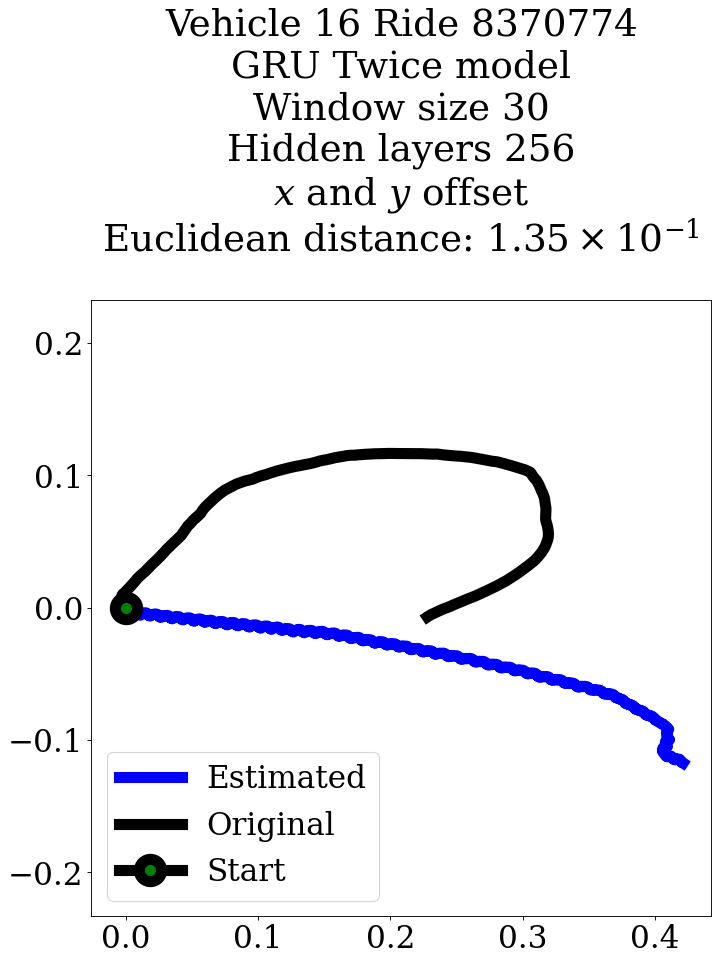 Vehicle 16 Ride 8370774
GRU Twice model
Window size 30
Hidden layers 256
x and y offset
Euclidean distance: 1.35 × 10⁻¹
0.2
0.1
0.0
−0.1
−0.2
Estimated
Original
Start
0.0 0.1 0.2 0.3 0.4